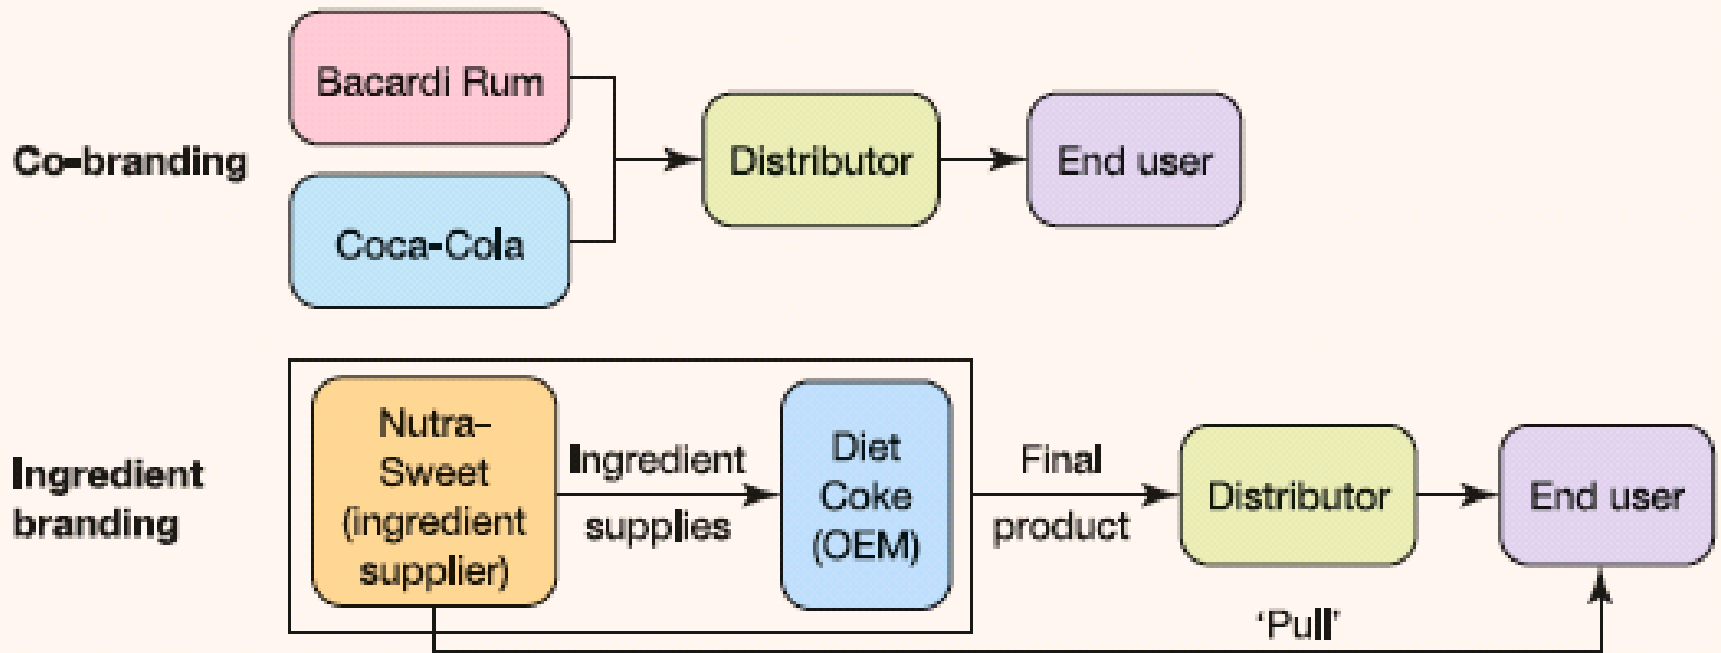 Bacardi Rum
Co-branding
Coca-Cola
Distributor
End user
Ingredient
branding
Nutra-
Sweet
(ingredient
supplier)
Ingredient
supplies
Diet
Coke
(OEM)
Final
product
Distributor
End user
‘Pull’